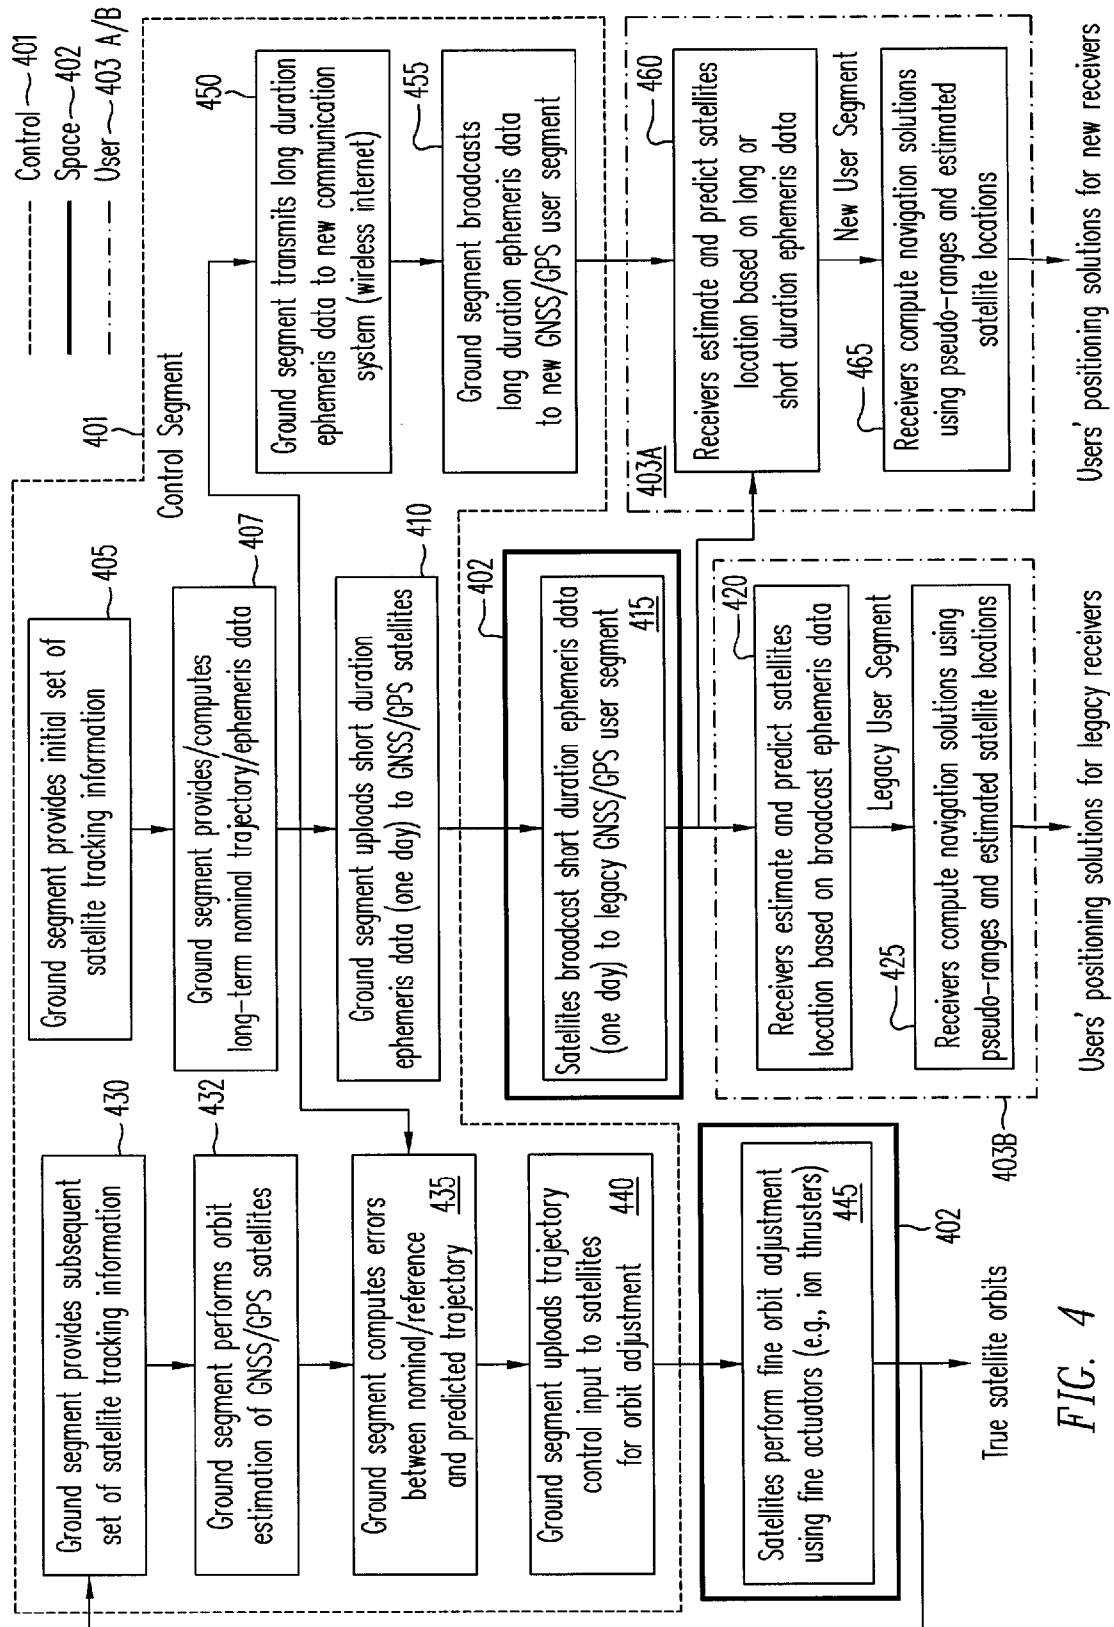 Control 401
Space 402
User 403 A/B
401
Control Segment
Ground segment provides subsequent
set of satellite tracking information
430
Ground segment performs orbit
estimation of GNSS/GPS satellites
432
Ground segment computes errors
between nominal/reference
and predicted trajectory
435
Ground segment uploads trajectory
control input to satellites
for orbit adjustment
440
Satellites perform fine orbit adjustment
using fine actuators (e.g., ion thrusters)
445
402
True satellite orbits
Ground segment provides initial set of
satellite tracking information
405
Ground segment provides/computes
long-term nominal trajectory/ephemeris data
407
Ground segment uploads short duration
ephemeris data (one day) to GNSS/GPS satellites
410
402
Satellites broadcast short duration ephemeris data
(one day) to legacy GNSS/GPS user segment
415
Receivers estimate and predict satellites
location based on broadcast ephemeris data
420
Legacy User Segment
425
Receivers compute navigation solutions using
pseudo-ranges and estimated satellite locations
403B
Users' positioning solutions for legacy receivers
Ground segment transmits long duration
ephemeris data to new communication
system (wireless internet)
450
Ground segment broadcasts
long duration ephemeris data
to new GNSS/GPS user segment
455
403A
Receivers estimate and predict satellites
location based on long or
short duration ephemeris data
460
New User Segment
465
Receivers compute navigation solutions
using pseudo-ranges and estimated
satellite locations
Users' positioning solutions for new receivers
FIG. 4